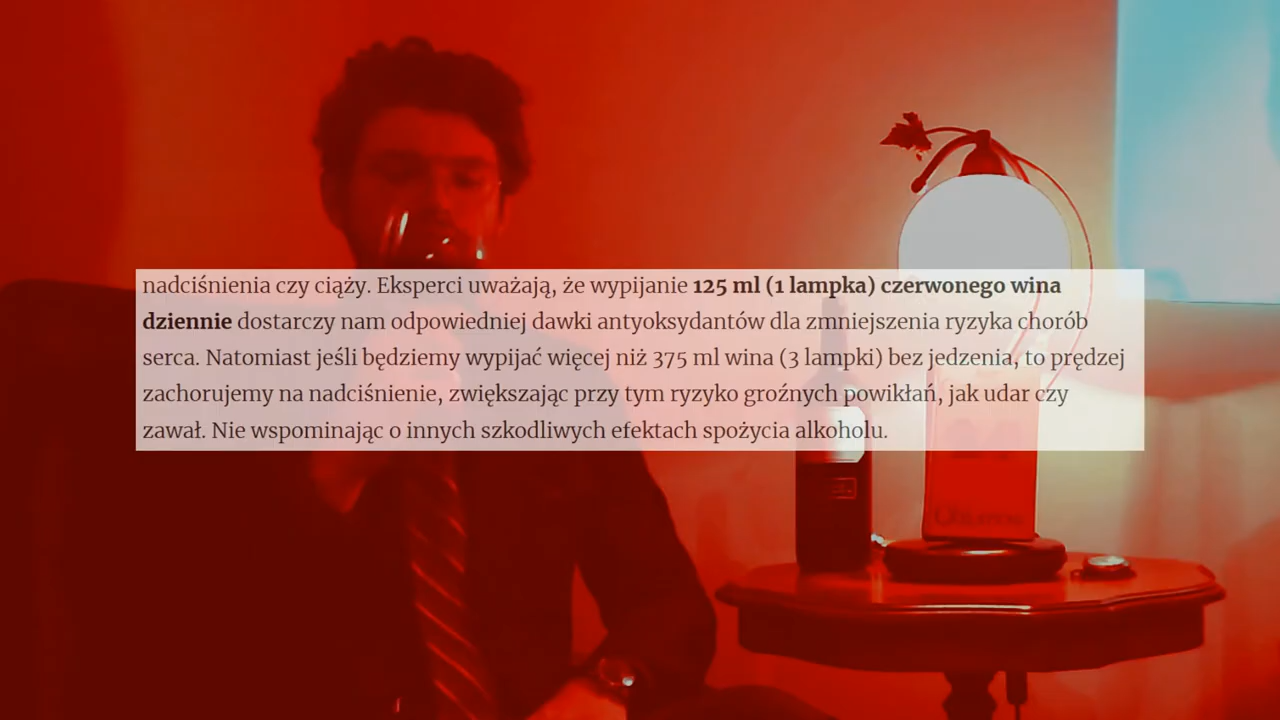 nadciśnienia czy ciąży. Eksperci uważają, że wypijanie 125 ml (1 lampka) czerwonego wina
dziennie dostarczy nam odpowiedniej dawki antyoksydantów dla zmniejszenia ryzyka chorób
serca. Natomiast jeśli będziemy wypijać więcej niż 375 ml wina (3 lampki) bez jedzenia, to prędzej
zachorujemy na nadciśnienie, zwiększając przy tym ryzyko groźnych powikłań, jak udar czy
zawał. Nie wspominając o innych szkodliwych efektach spożycia alkoholu.